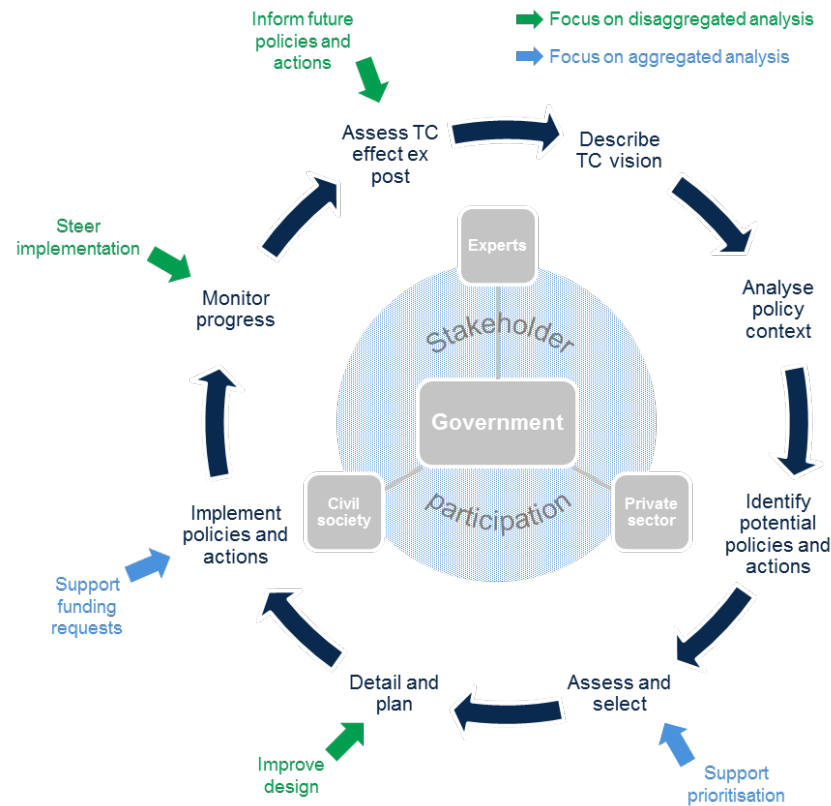 Inform future
policies and
actions
Focus on disaggregated analysis
Focus on aggregated analysis
Assess TC
effect ex
post
Describe
TC vision
Steer
implementation
Experts
Monitor
progress
Analyse
policy
context
Stakeholder
Government
participation
Civil
society
Private
sector
Implement
policies and
actions
Identify
potential
policies and
actions
Support
funding
requests
Detail and
plan
Assess and
select
Improve
design
Support
prioritisation